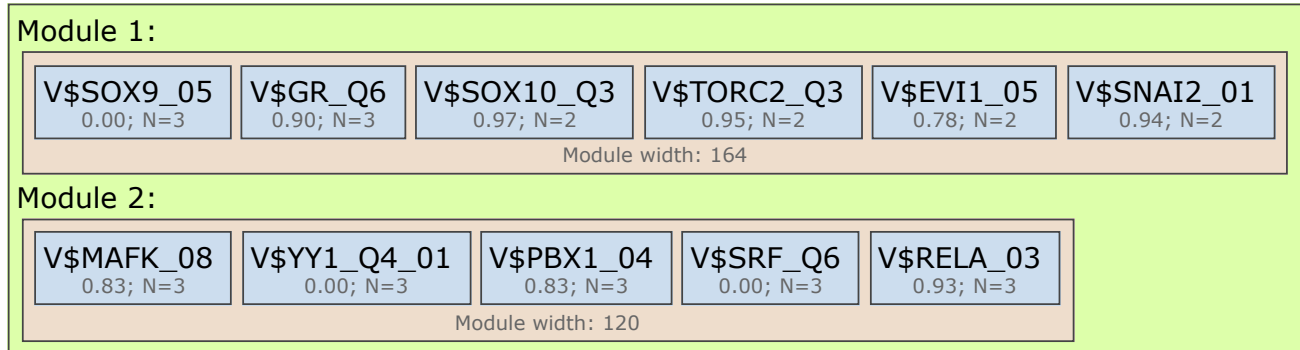 Module 1:
V$SOX9_05 V$GR_Q6 V$SOX10_Q3 V$TORC2_Q3 V$EVI1_05 V$SNAI2_01
0.00; N=3 0.90; N=3 0.97; N=2 0.95; N=2 0.78; N=2 0.94; N=2
Module width: 164
Module 2:
V$MAFK_08 V$YY1_Q4_01 V$PBX1_04 V$SRF_Q6 V$RELA_03
0.83; N=3 0.00; N=3 0.83; N=3 0.00; N=3 0.93; N=3
Module width: 120